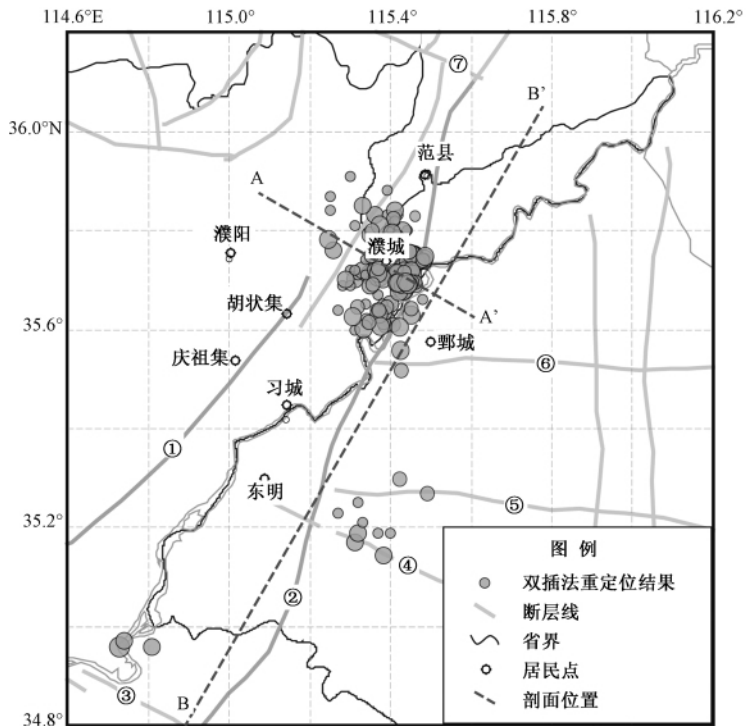 114.6°E 115.0° 115.4° 115.8° 116.2°
⑦
B'
36.0°N
范县
A
濮阳
濮城
胡状集
A'
35.6°
鄄城
庆祖集
⑥
习城
①
东明
⑤
35.2°
图 例
④
双插法重定位结果
②
断层线
省界
居民点
③
B
剖面位置
34.8°